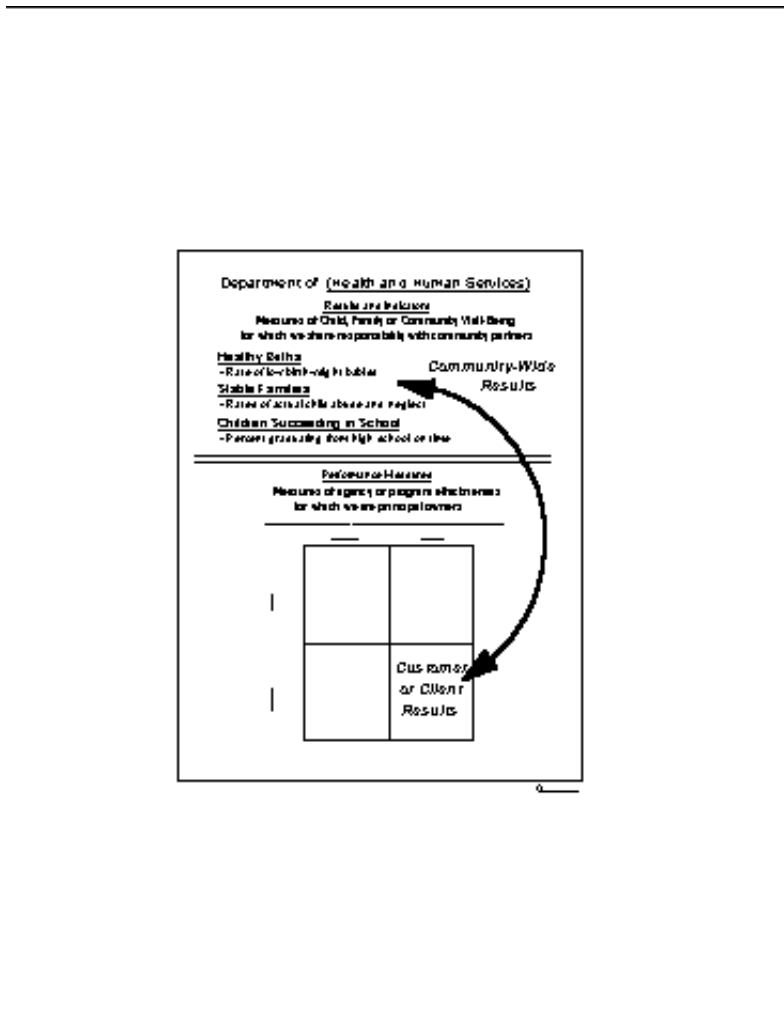 Department of (Health and Human Services)
Results and Indicators
Measures of Child, Family or Community Well-Being
for which we share responsibility with community partners
Healthy Births
- Rate of low birth-weight babies
Community-Wide
Results
Stable Families
- Rates of child abuse and neglect
Children Succeeding in School
- Percent graduating from high school on time
Performance Measures
Measures of agency or program effectiveness
for which we are principal owners
Customer
or Client
Results